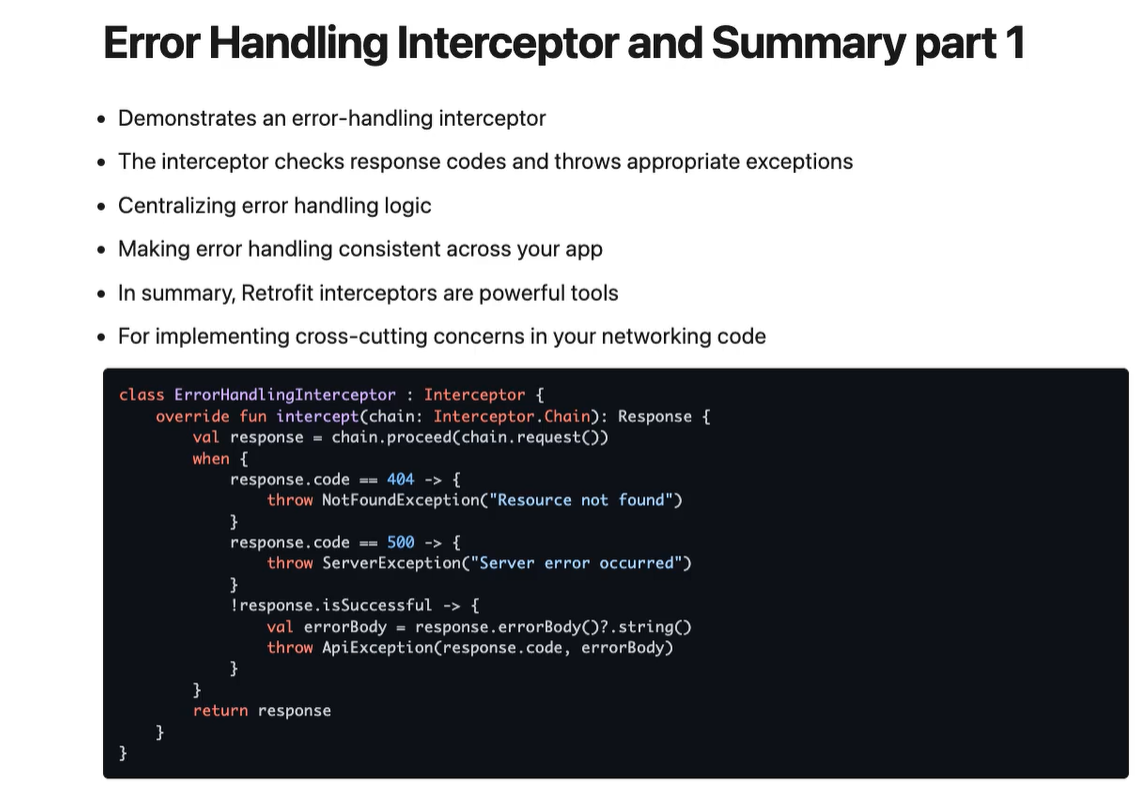 Error Handling Interceptor and Summary part 1
• Demonstrates an error-handling interceptor
• The interceptor checks response codes and throws appropriate exceptions
• Centralizing error handling logic
• Making error handling consistent across your app
• In summary, Retrofit interceptors are powerful tools
• For implementing cross-cutting concerns in your networking code
class ErrorHandlingInterceptor : Interceptor {
    override fun intercept(chain: Interceptor.Chain): Response {
        val response = chain.proceed(chain.request())
        when {
            response.code == 404 -> {
                throw NotFoundException("Resource not found")
            }
            response.code == 500 -> {
                throw ServerException("Server error occurred")
            }
            !response.isSuccessful -> {
                val errorBody = response.errorBody()?.string()
                throw ApiException(response.code, errorBody)
            }
        }
        return response
    }
}